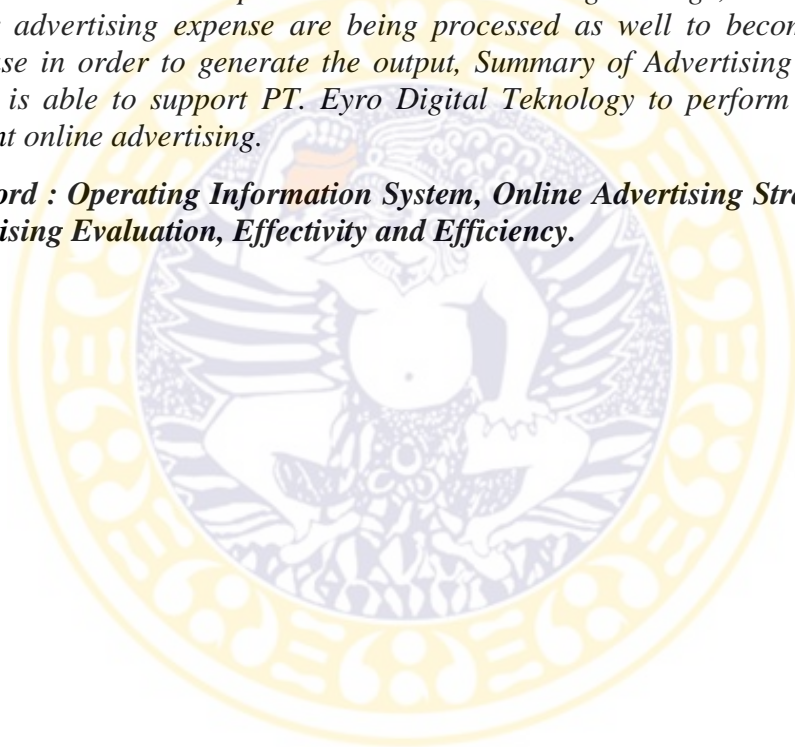 advertising expense are being processed as well to becom
se in order to generate the output, Summary of Advertising
is able to support PT. Eyro Digital Teknology to perform
nt online advertising.
ord : Operating Information System, Online Advertising Stra
ising Evaluation, Effectivity and Efficiency.